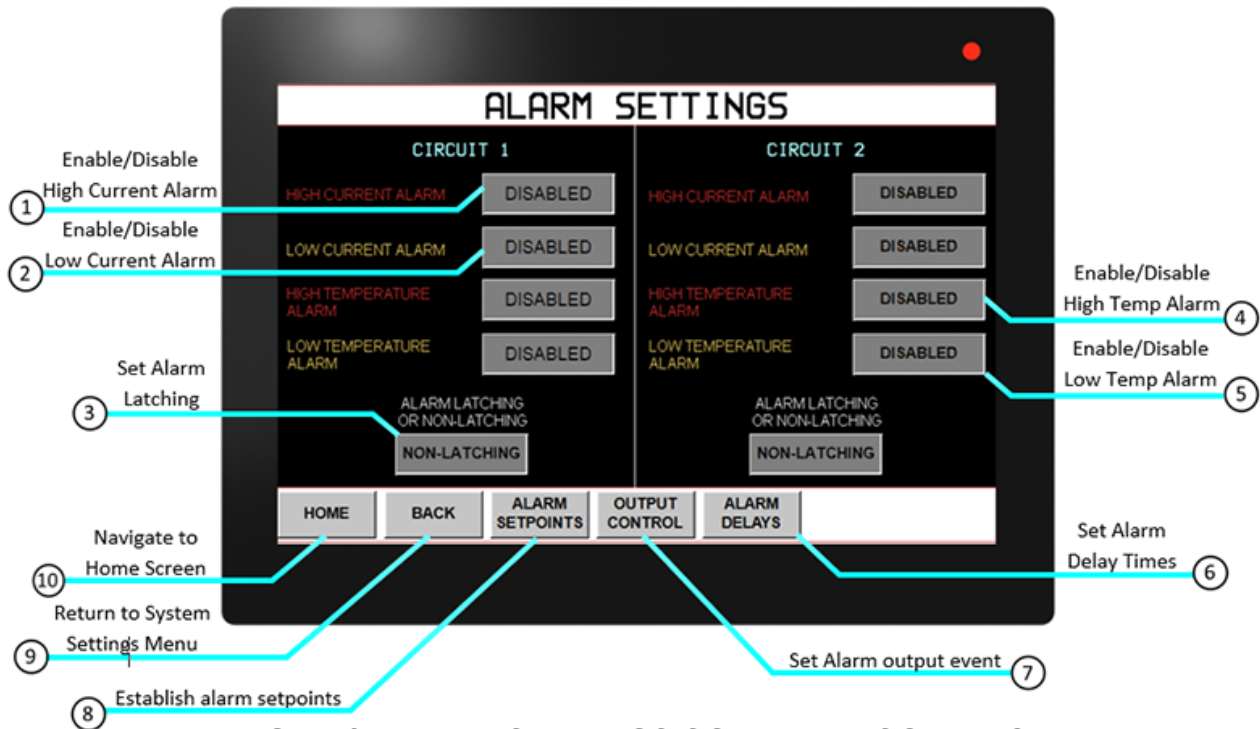 ALARM SETTINGS
CIRCUIT 1
HIGH CURRENT ALARM
DISABLED
LOW CURRENT ALARM
DISABLED
HIGH TEMPERATURE
ALARM
DISABLED
LOW TEMPERATURE
ALARM
DISABLED
ALARM LATCHING
OR NON-LATCHING
NON-LATCHING
CIRCUIT 2
HIGH CURRENT ALARM
DISABLED
LOW CURRENT ALARM
DISABLED
HIGH TEMPERATURE
ALARM
DISABLED
LOW TEMPERATURE
ALARM
DISABLED
ALARM LATCHING
OR NON-LATCHING
NON-LATCHING
HOME
BACK
ALARM
SETPOINTS
OUTPUT
CONTROL
ALARM
DELAYS
Enable/Disable
High Current Alarm
1
Enable/Disable
Low Current Alarm
2
Set Alarm
Latching
3
Enable/Disable
High Temp Alarm
4
Enable/Disable
Low Temp Alarm
5
Set Alarm
Delay Times
6
Set Alarm output event
7
Establish alarm setpoints
8
Return to System
Settings Menu
9
Navigate to
Home Screen
10